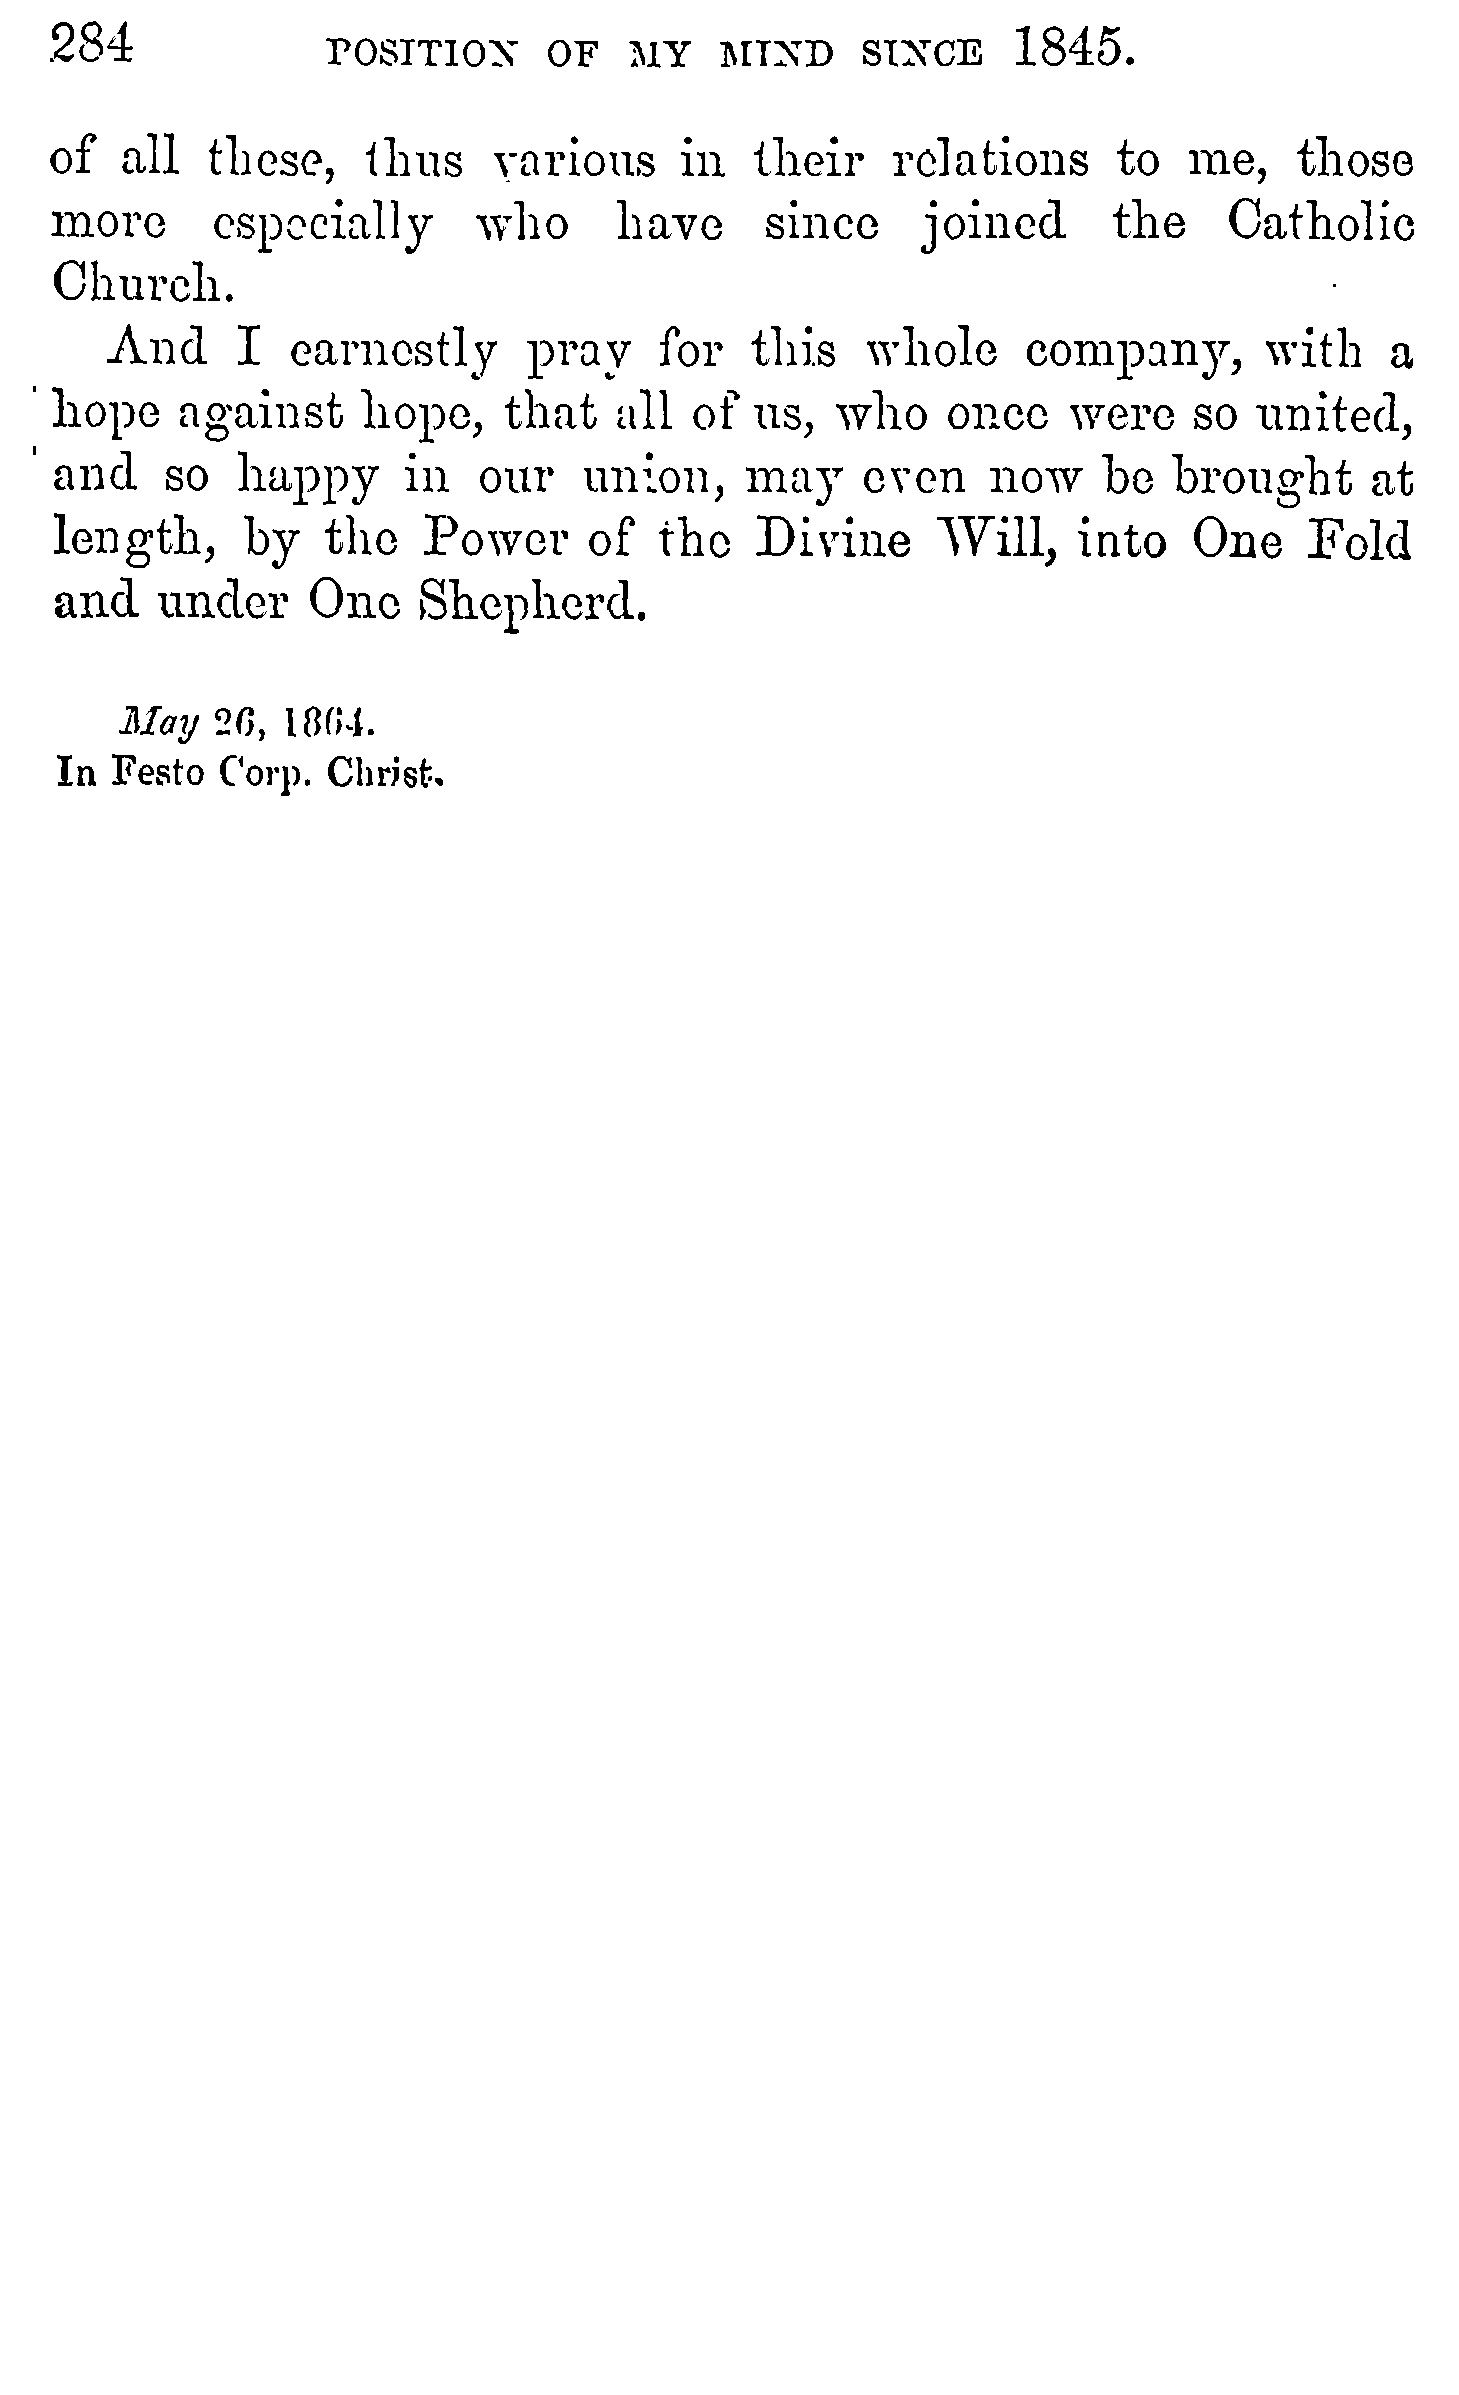 284 POSITION OF MY MIND SINCE 1845.
of all these, thus various in their relations to me, those
more especially who have since joined the Catholic
Church.
And I earnestly pray for this whole company, with a
hope against hope, that all of us, who once were so united,
and so happy in our union, may even now be brought at
length, by the Power of the Divine Will, into One Fold
and under One Shepherd.
May 26, 1864.
In Festo Corp. Christ.